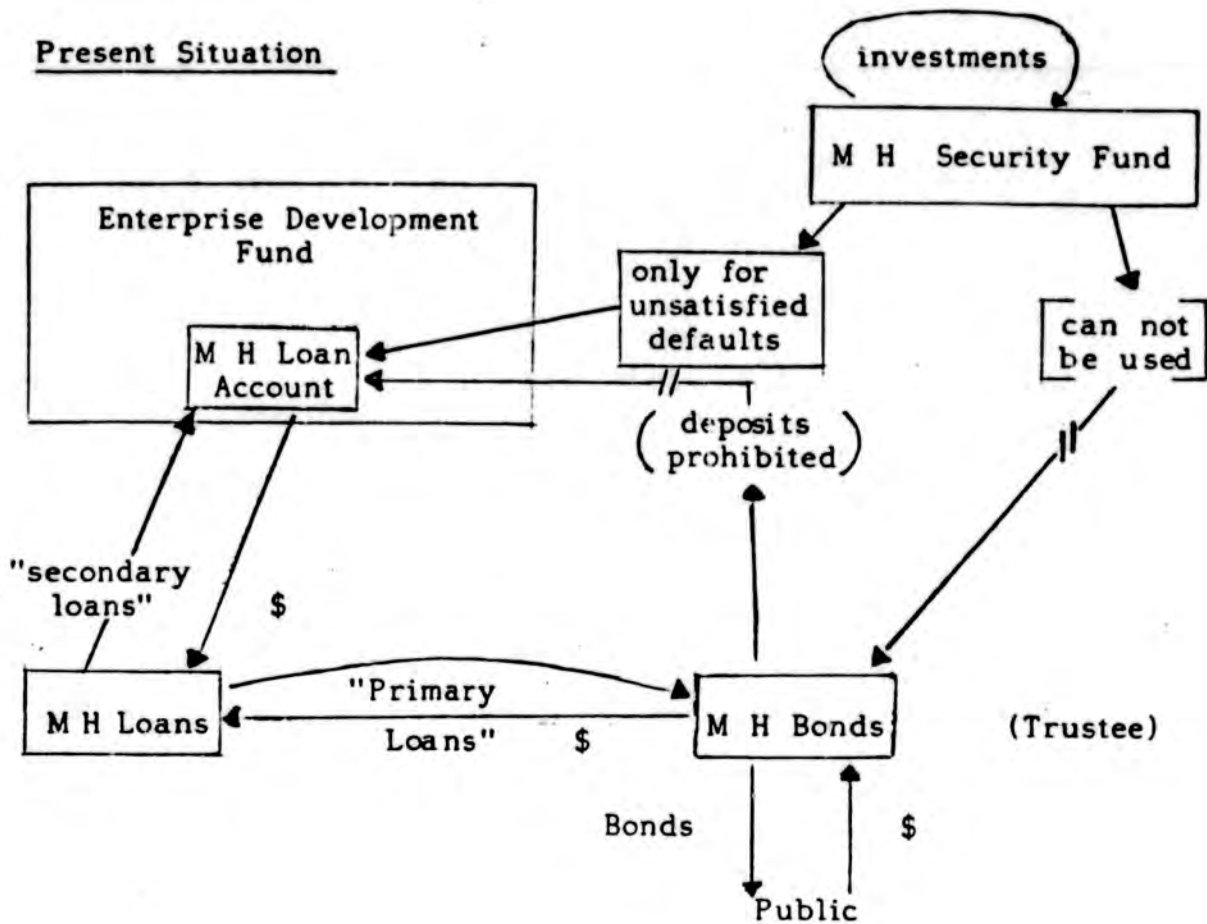 Present Situation
investments
M H Security Fund
Enterprise Development
Fund
only for
unsatisfied
defaults
can not
be used
M H Loan
Account
(deposits
prohibited)
"secondary
loans"
$
M H Loans
"Primary
Loans" $
M H Bonds
(Trustee)
Bonds
$
Public